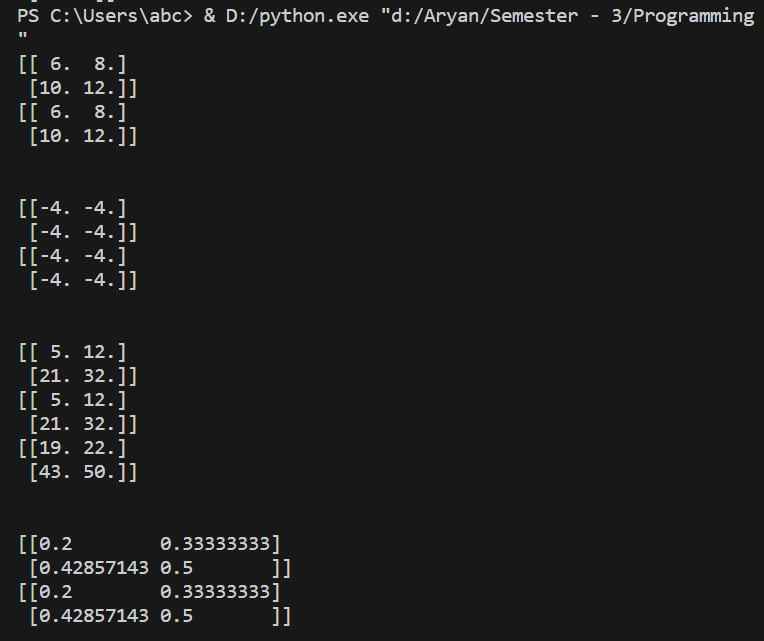 PS C:\Users\abc> & D:/python.exe "d:/Aryan/Semester - 3/Programming
"
[[ 6.  8.]
 [10. 12.]]
[[ 6.  8.]
 [10. 12.]]
[[-4. -4.]
 [-4. -4.]]
[[-4. -4.]
 [-4. -4.]]
[[ 5. 12.]
 [21. 32.]]
[[ 5. 12.]
 [21. 32.]]
[[19. 22.]
 [43. 50.]]
[[0.2        0.33333333]
 [0.42857143 0.5       ]]
[[0.2        0.33333333]
 [0.42857143 0.5       ]]